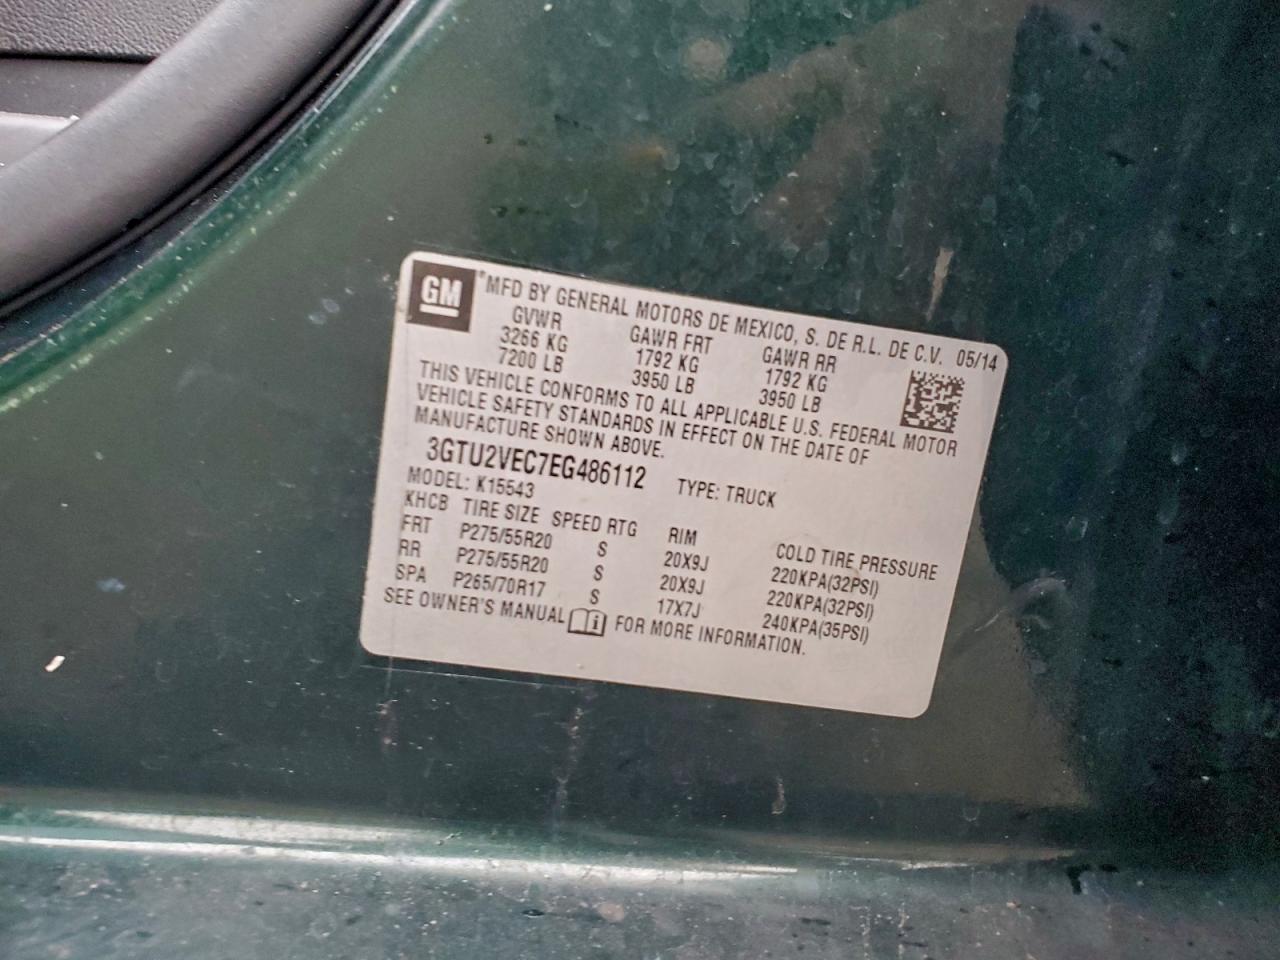 GM ® MFD BY GENERAL MOTORS DE MEXICO, S. DE R.L. DE C.V. 05/14
GVWR GAWR FRT GAWR RR
3266 KG 1792 KG 1792 KG
7200 LB 3950 LB 3950 LB
THIS VEHICLE CONFORMS TO ALL APPLICABLE U.S. FEDERAL MOTOR
VEHICLE SAFETY STANDARDS IN EFFECT ON THE DATE OF
MANUFACTURE SHOWN ABOVE.
3GTU2VEC7EG486112 TYPE: TRUCK
MODEL: K15543
KHCB TIRE SIZE SPEED RTG RIM COLD TIRE PRESSURE
FRT P275/55R20 S 20X9J 220KPA(32PSI)
RR P275/55R20 S 20X9J 220KPA(32PSI)
SPA P265/70R17 S 17X7J 240KPA(35PSI)
SEE OWNER'S MANUAL i FOR MORE INFORMATION.